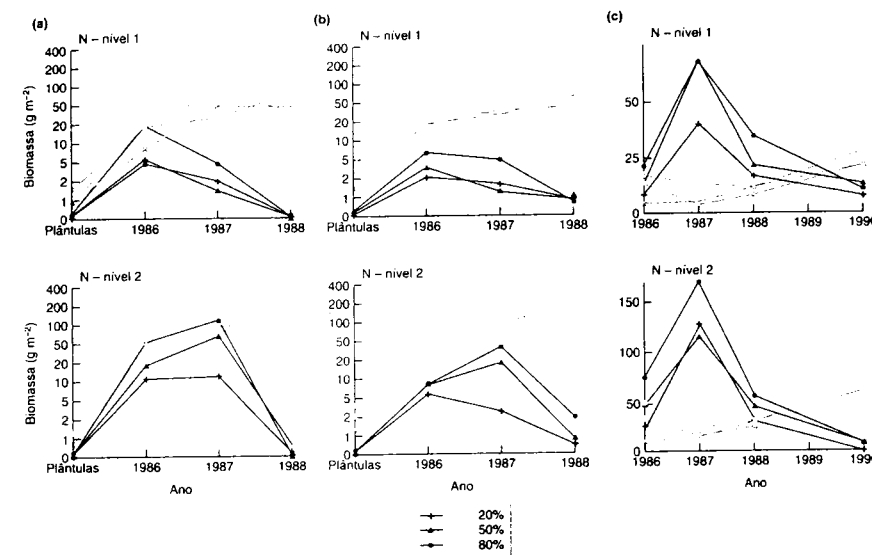 (a)
N – nível 1
400
200
100
50
20
10
5
2
1
0
Biomassa (g m⁻²)
Plântulas 1986 1987 1988
(b)
N – nível 1
400
200
100
50
20
10
5
2
1
0
Plântulas 1986 1987 1988
(c)
N – nível 1
50
25
0
1986 1987 1988 1989 1990
N – nível 2
400
200
100
50
20
10
5
2
1
0
Biomassa (g m⁻²)
Plântulas 1986 1987 1988
Ano
N – nível 2
400
200
100
50
20
10
5
2
1
0
Plântulas 1986 1987 1988
Ano
N – nível 2
150
100
50
0
1986 1987 1988 1989 1990
Ano
20%
50%
80%